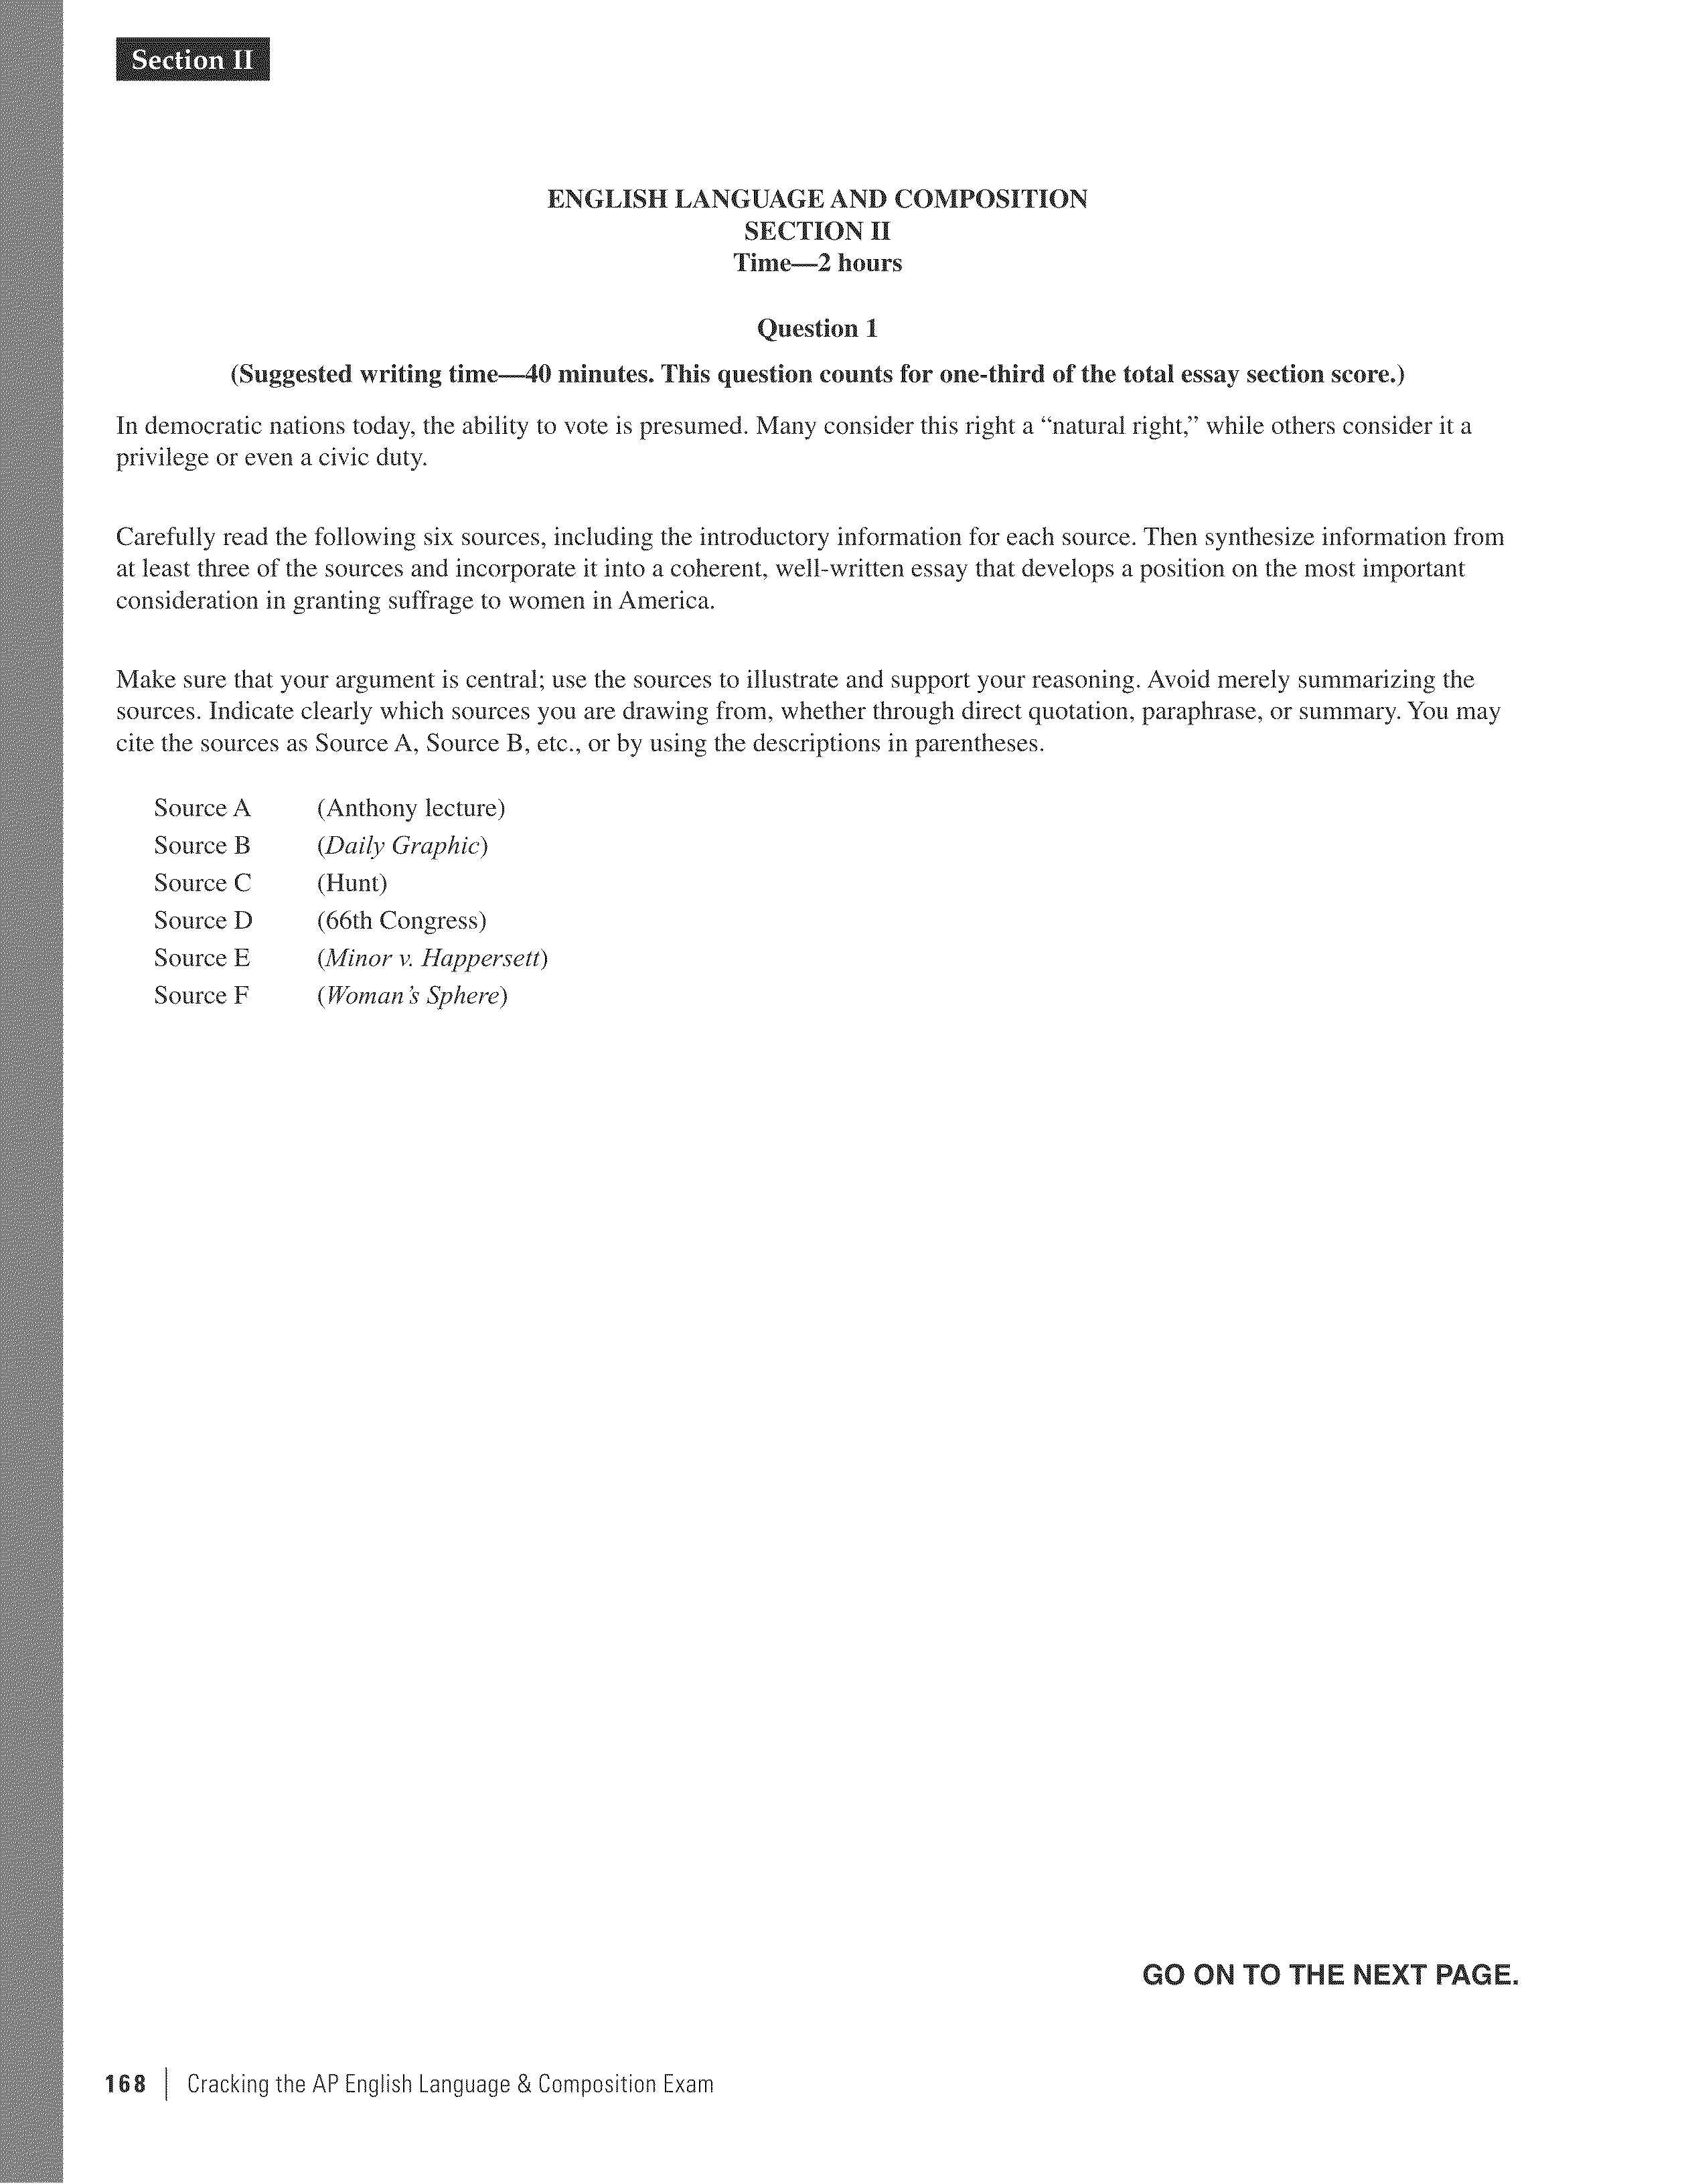 Section II
ENGLISH LANGUAGE AND COMPOSITION
SECTION II
Time—2 hours
Question 1
(Suggested writing time—40 minutes. This question counts for one-third of the total essay section score.)
In democratic nations today, the ability to vote is presumed. Many consider this right a “natural right,” while others consider it a
privilege or even a civic duty.
Carefully read the following six sources, including the introductory information for each source. Then synthesize information from
at least three of the sources and incorporate it into a coherent, well-written essay that develops a position on the most important
consideration in granting suffrage to women in America.
Make sure that your argument is central; use the sources to illustrate and support your reasoning. Avoid merely summarizing the
sources. Indicate clearly which sources you are drawing from, whether through direct quotation, paraphrase, or summary. You may
cite the sources as Source A, Source B, etc., or by using the descriptions in parentheses.
Source A (Anthony lecture)
Source B (Daily Graphic)
Source C (Hunt)
Source D (66th Congress)
Source E (Minor v. Happersett)
Source F (Woman’s Sphere)
GO ON TO THE NEXT PAGE.
168 | Cracking the AP English Language & Composition Exam